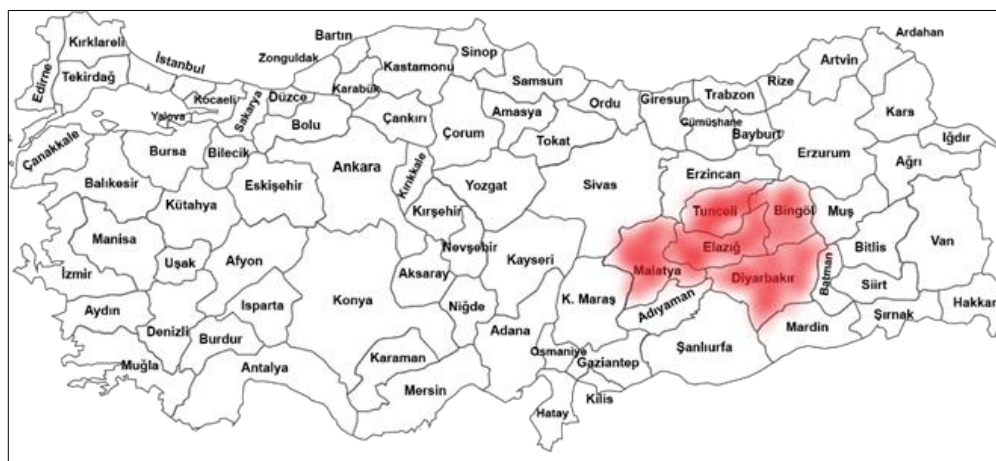 Kırklareli
Edirne
Tekirdağ
İstanbul
Kocaeli
Yalova
Sakarya
Düzce
Zonguldak
Bartın
Karabük
Kastamonu
Sinop
Samsun
Ordu
Giresun
Trabzon
Rize
Artvin
Ardahan
Gümüşhane
Bayburt
Kars
Iğdır
Ağrı
Erzurum
Çanakkale
Bursa
Bilecik
Bolu
Çankırı
Çorum
Amasya
Tokat
Balıkesir
Kütahya
Eskişehir
Ankara
Kırıkkale
Yozgat
Sivas
Erzincan
Tunceli
Bingöl
Muş
Manisa
Uşak
Afyon
Kırşehir
Nevşehir
Kayseri
Malatya
Elazığ
Diyarbakır
Batman
Bitlis
Van
İzmir
Aydın
Denizli
Isparta
Burdur
Konya
Aksaray
Niğde
K. Maraş
Adıyaman
Siirt
Şırnak
Hakkar
Muğla
Antalya
Karaman
Mersin
Adana
Osmaniye
Gaziantep
Şanlıurfa
Mardin
Hatay
Kilis